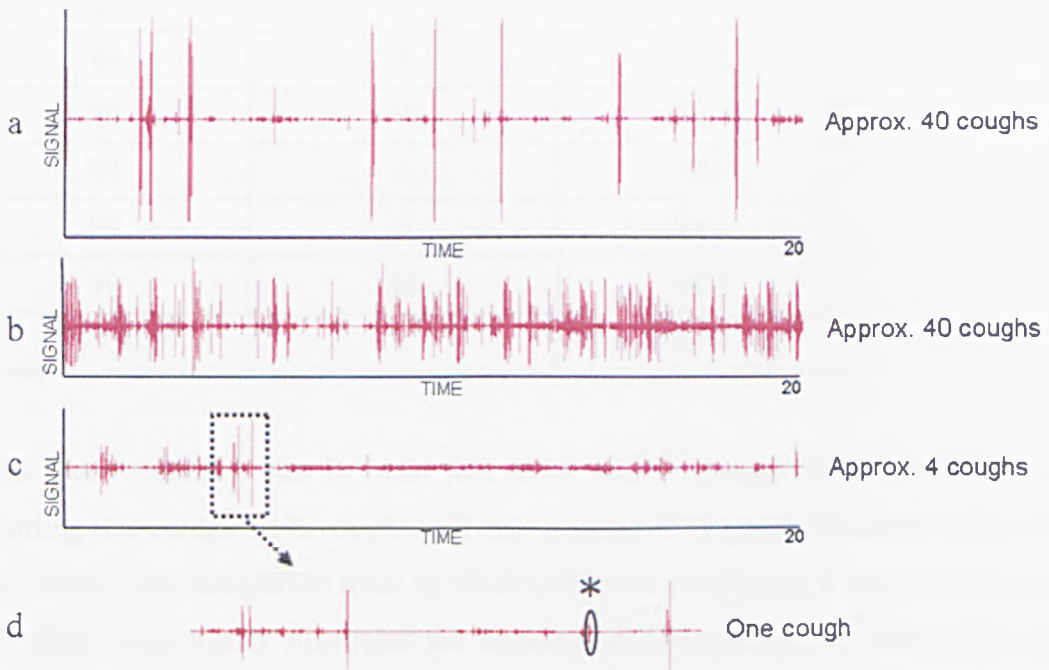 a
SIGNAL
Approx. 40 coughs
TIME
20
b
SIGNAL
Approx. 40 coughs
TIME
20
c
SIGNAL
Approx. 4 coughs
TIME
20
*
d
One cough